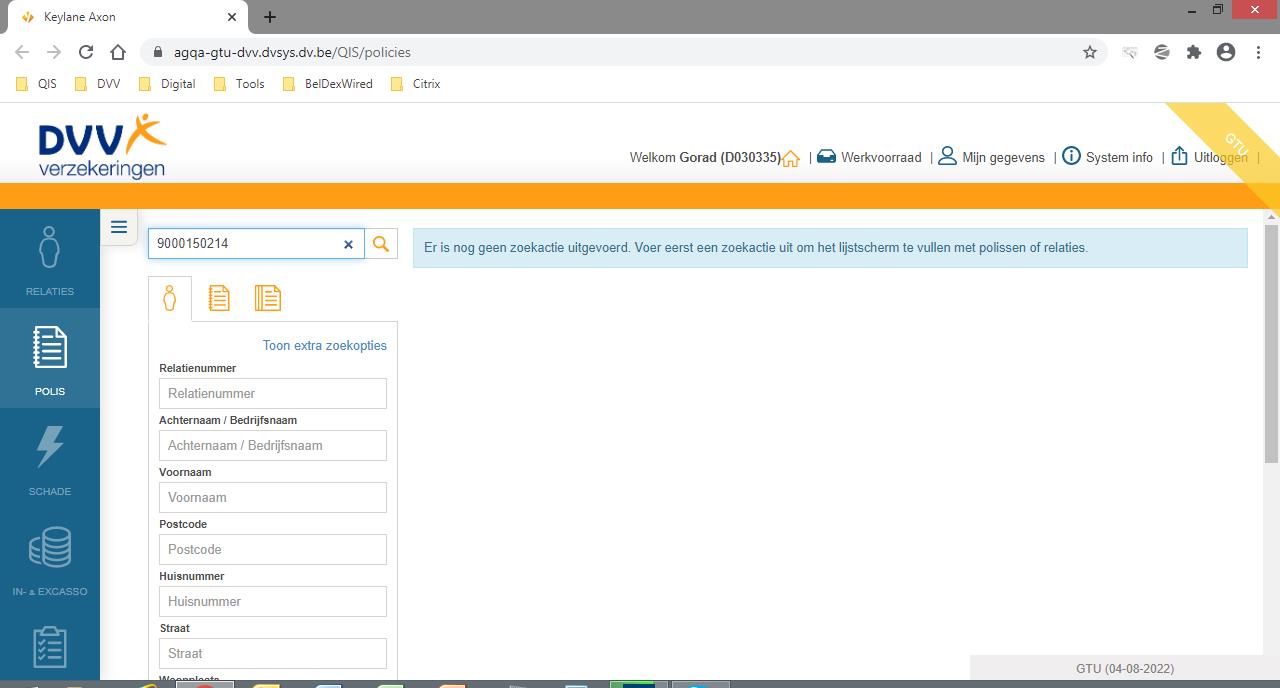 Keylane Axon
agqa-gtu-dvv.dvsys.dv.be/QIS/policies
QIS DVV Digital Tools BelDexWired Citrix
DVV
verzekeringen
Welkom Gorad (D030335) | Werkvoorraad | Mijn gegevens | System info | Uitloggen |
GTU
RELATIES
POLIS
SCHADE
IN- & EXCASSO
9000150214
Er is nog geen zoekactie uitgevoerd. Voer eerst een zoekactie uit om het lijstscherm te vullen met polissen of relaties.
Toon extra zoekopties
Relatienummer
Relatienummer
Achternaam / Bedrijfsnaam
Achternaam / Bedrijfsnaam
Voornaam
Voornaam
Postcode
Postcode
Huisnummer
Huisnummer
Straat
Straat
Woonplaats
GTU (04-08-2022)